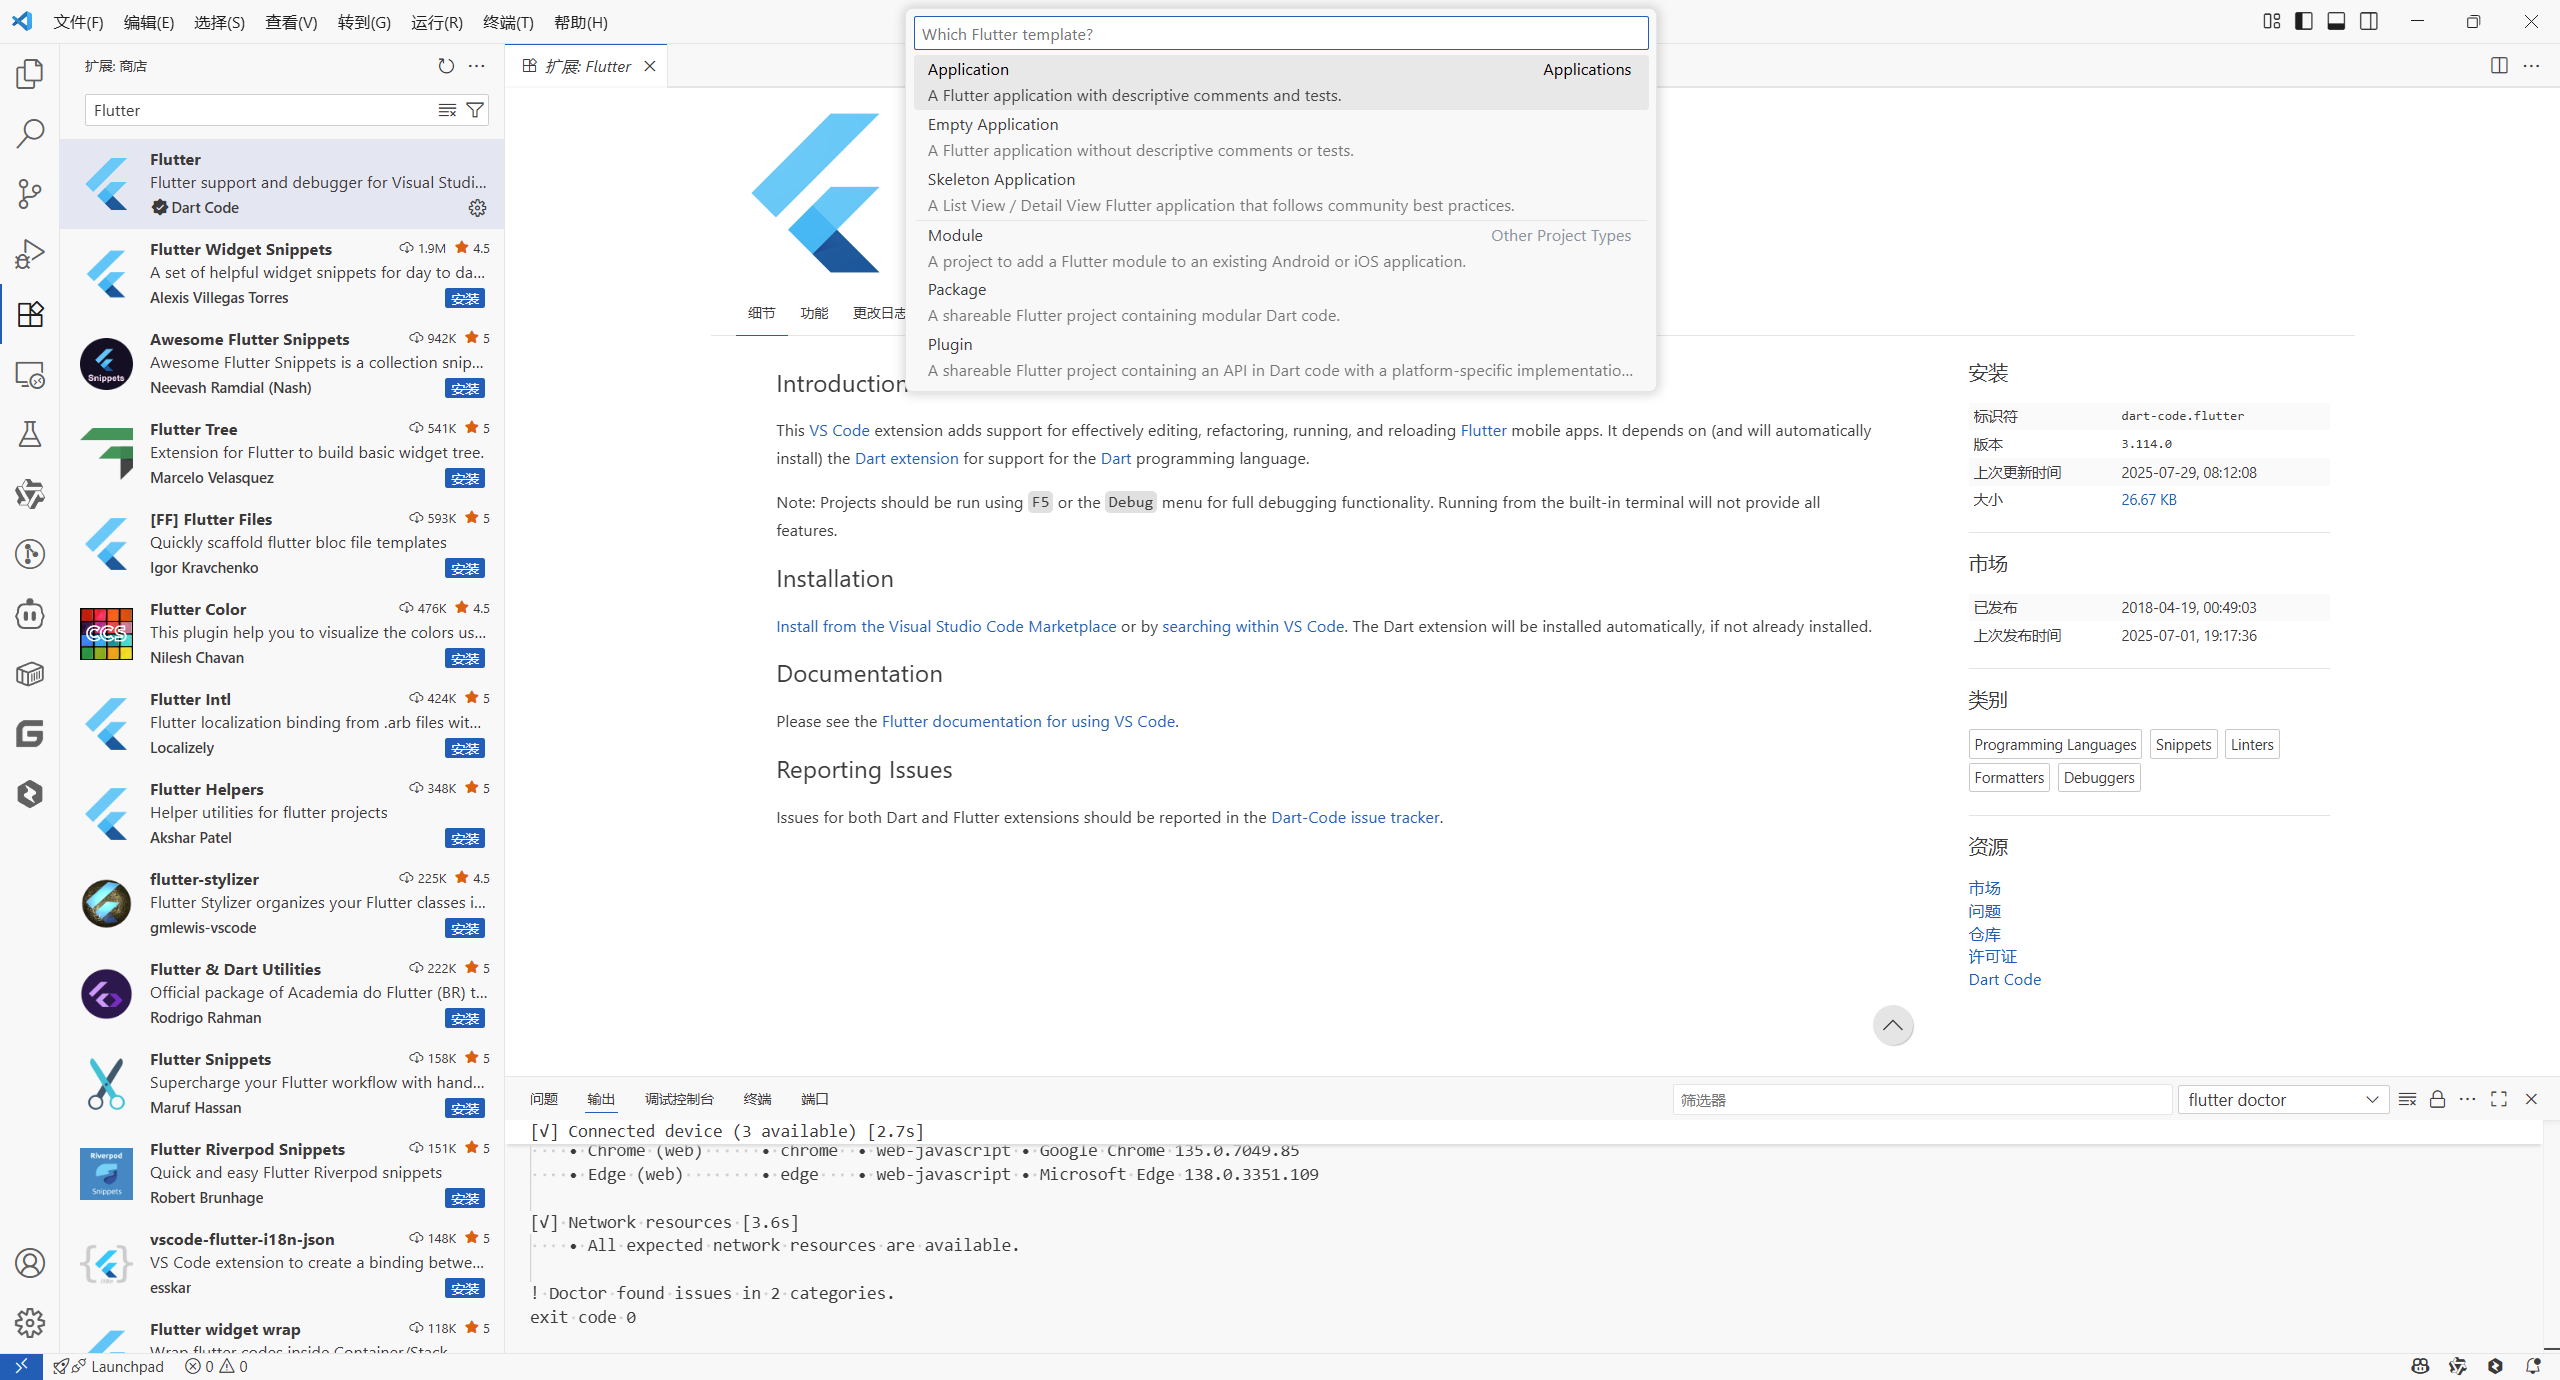 文件(F) 编辑(E) 选择(S) 查看(V) 转到(G) 运行(R) 终端(T) 帮助(H)
Which Flutter template?
Application Applications
A Flutter application with descriptive comments and tests.
Empty Application
A Flutter application without descriptive comments or tests.
Skeleton Application
A List View / Detail View Flutter application that follows community best practices.
Module Other Project Types
A project to add a Flutter module to an existing Android or iOS application.
Package
A shareable Flutter project containing modular Dart code.
Plugin
A shareable Flutter project containing an API in Dart code with a platform-specific implementatio...
扩展: 商店
Flutter
Flutter
Flutter support and debugger for Visual Studi...
Dart Code
Flutter Widget Snippets 1.9M 4.5
A set of helpful widget snippets for day to da...
Alexis Villegas Torres 安装
Snippets
Awesome Flutter Snippets 942K 5
Awesome Flutter Snippets is a collection snip...
Neevash Ramdial (Nash) 安装
Flutter Tree 541K 5
Extension for Flutter to build basic widget tree.
Marcelo Velasquez 安装
[FF] Flutter Files 593K 5
Quickly scaffold flutter bloc file templates
Igor Kravchenko 安装
CCS
Flutter Color 476K 4.5
This plugin help you to visualize the colors us...
Nilesh Chavan 安装
Flutter Intl 424K 5
Flutter localization binding from .arb files wit...
Localizely 安装
Flutter Helpers 348K 5
Helper utilities for flutter projects
Akshar Patel 安装
flutter-stylizer 225K 4.5
Flutter Stylizer organizes your Flutter classes i...
gmlewis-vscode 安装
Flutter & Dart Utilities 222K 5
Official package of Academia do Flutter (BR) t...
Rodrigo Rahman 安装
Flutter Snippets 158K 5
Supercharge your Flutter workflow with hand...
Maruf Hassan 安装
Riverpod
Snippets
Flutter Riverpod Snippets 151K 5
Quick and easy Flutter Riverpod snippets
Robert Brunhage 安装
vscode-flutter-i18n-json 148K 5
VS Code extension to create a binding betwe...
esskar 安装
Flutter widget wrap 118K 5
Wrap flutter codes inside Container/Stack
扩展: Flutter
细节 功能 更改日志
Introduction
This VS Code extension adds support for effectively editing, refactoring, running, and reloading Flutter mobile apps. It depends on (and will automatically
install) the Dart extension for support for the Dart programming language.
Note: Projects should be run using F5 or the Debug menu for full debugging functionality. Running from the built-in terminal will not provide all
features.
Installation
Install from the Visual Studio Code Marketplace or by searching within VS Code. The Dart extension will be installed automatically, if not already installed.
Documentation
Please see the Flutter documentation for using VS Code.
Reporting Issues
Issues for both Dart and Flutter extensions should be reported in the Dart-Code issue tracker.
安装
标识符 dart-code.flutter
版本 3.114.0
上次更新时间 2025-07-29, 08:12:08
大小 26.67 KB
市场
已发布 2018-04-19, 00:49:03
上次发布时间 2025-07-01, 19:17:36
类别
Programming Languages Snippets Linters
Formatters Debuggers
资源
市场
问题
仓库
许可证
Dart Code
问题 输出 调试控制台 终端 端口
筛选器
flutter doctor
[√] Connected device (3 available) [2.7s]
• Chrome (web) • chrome • web-javascript • Google Chrome 135.0.7049.85
• Edge (web) • edge • web-javascript • Microsoft Edge 138.0.3351.109
[√] Network resources [3.6s]
• All expected network resources are available.
! Doctor found issues in 2 categories.
exit code 0
Launchpad 0 0